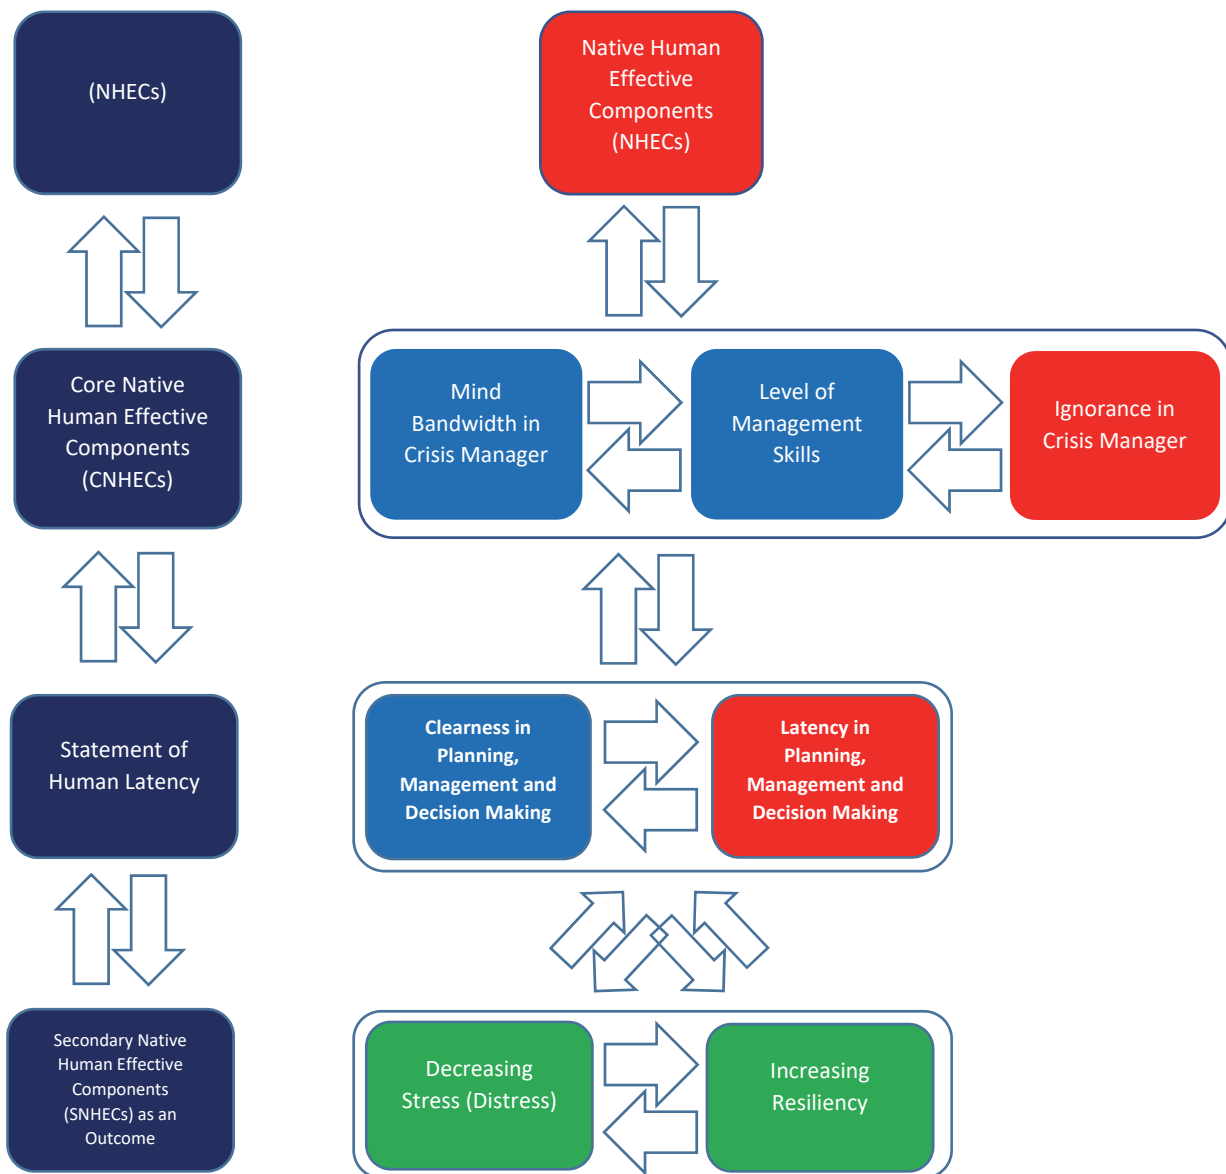 (NHECs)
Native Human
Effective
Components
(NHECs)
Core Native
Human Effective
Components
(CNHECs)
Mind
Bandwidth in
Crisis Manager
Level of
Management
Skills
Ignorance in
Crisis Manager
Statement of
Human Latency
Clearness in
Planning,
Management and
Decision Making
Latency in
Planning,
Management and
Decision Making
Secondary Native
Human Effective
Components
(SNHECs) as an
Outcome
Decreasing
Stress (Distress)
Increasing
Resiliency